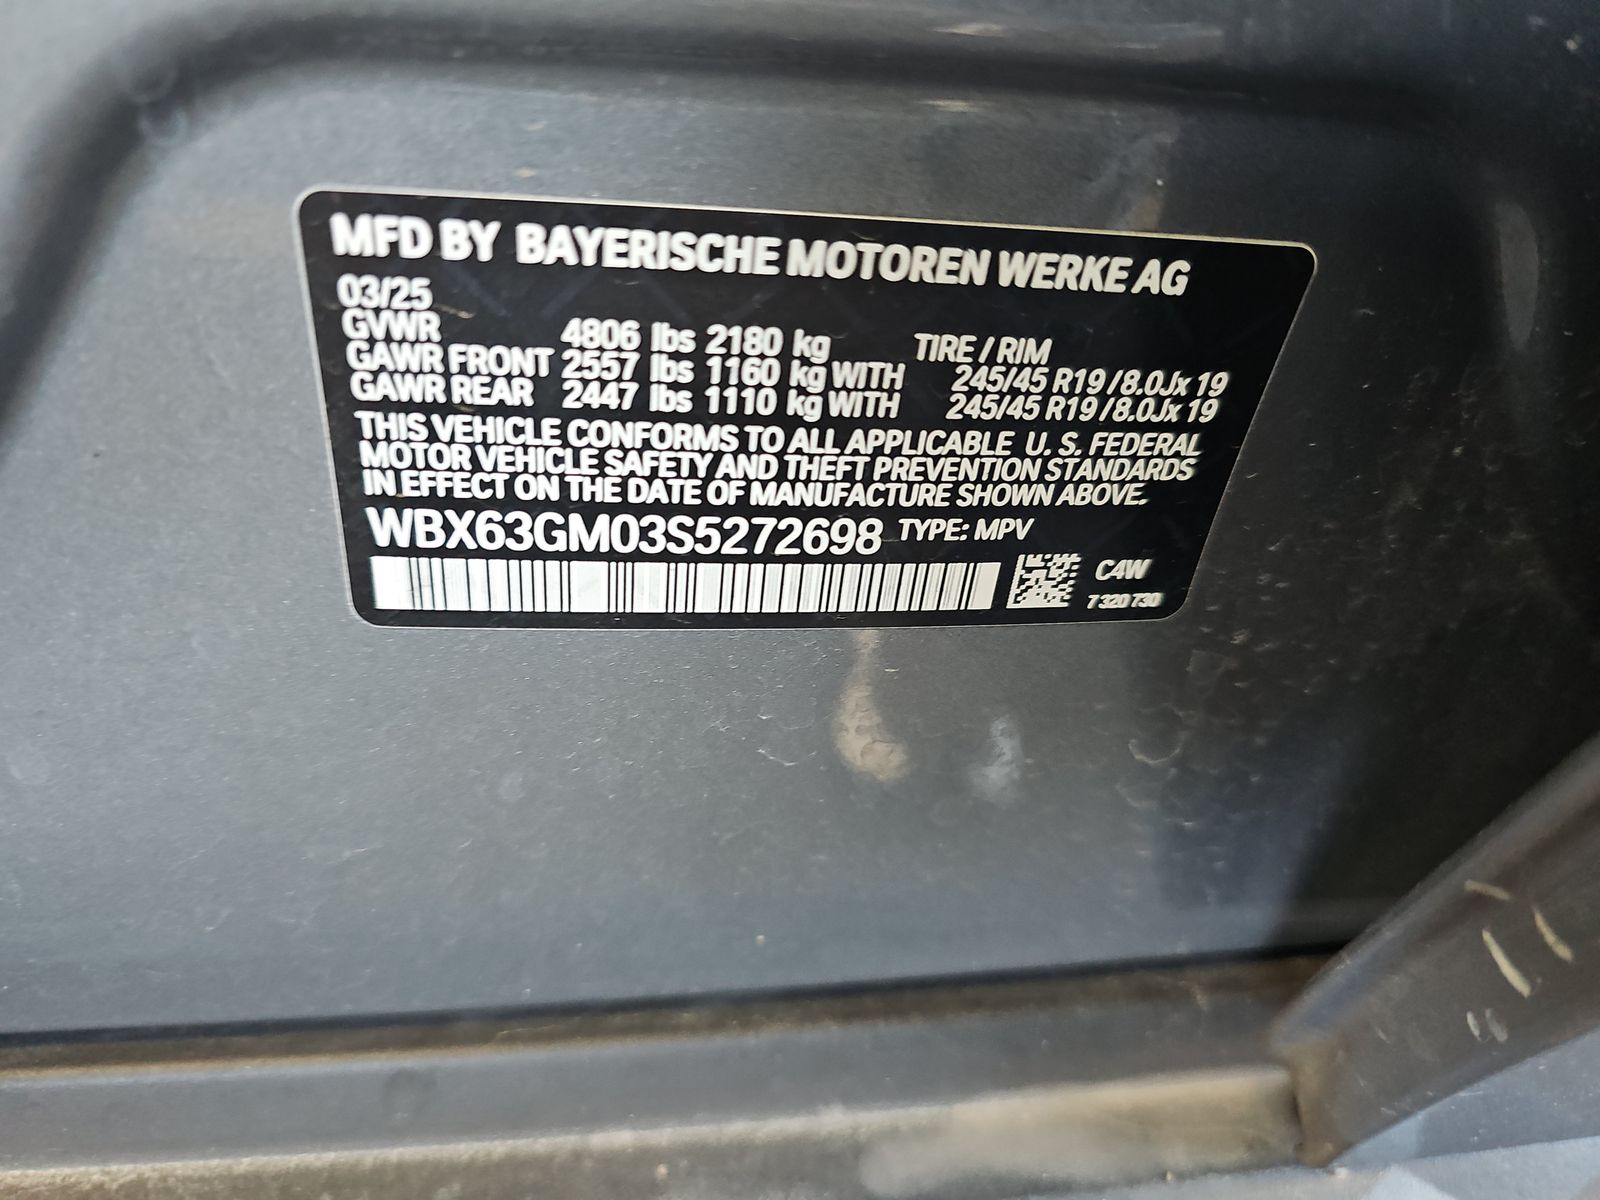 MFD BY BAYERISCHE MOTOREN WERKE AG
03/25
GVWR 4806 lbs 2180 kg TIRE / RIM
GAWR FRONT 2557 lbs 1160 kg WITH 245/45 R19 / 8.0Jx 19
GAWR REAR 2447 lbs 1110 kg WITH 245/45 R19 / 8.0Jx 19
THIS VEHICLE CONFORMS TO ALL APPLICABLE U. S. FEDERAL
MOTOR VEHICLE SAFETY AND THEFT PREVENTION STANDARDS
IN EFFECT ON THE DATE OF MANUFACTURE SHOWN ABOVE.
WBX63GM03S5272698 TYPE: MPV
C4W
7 320 730